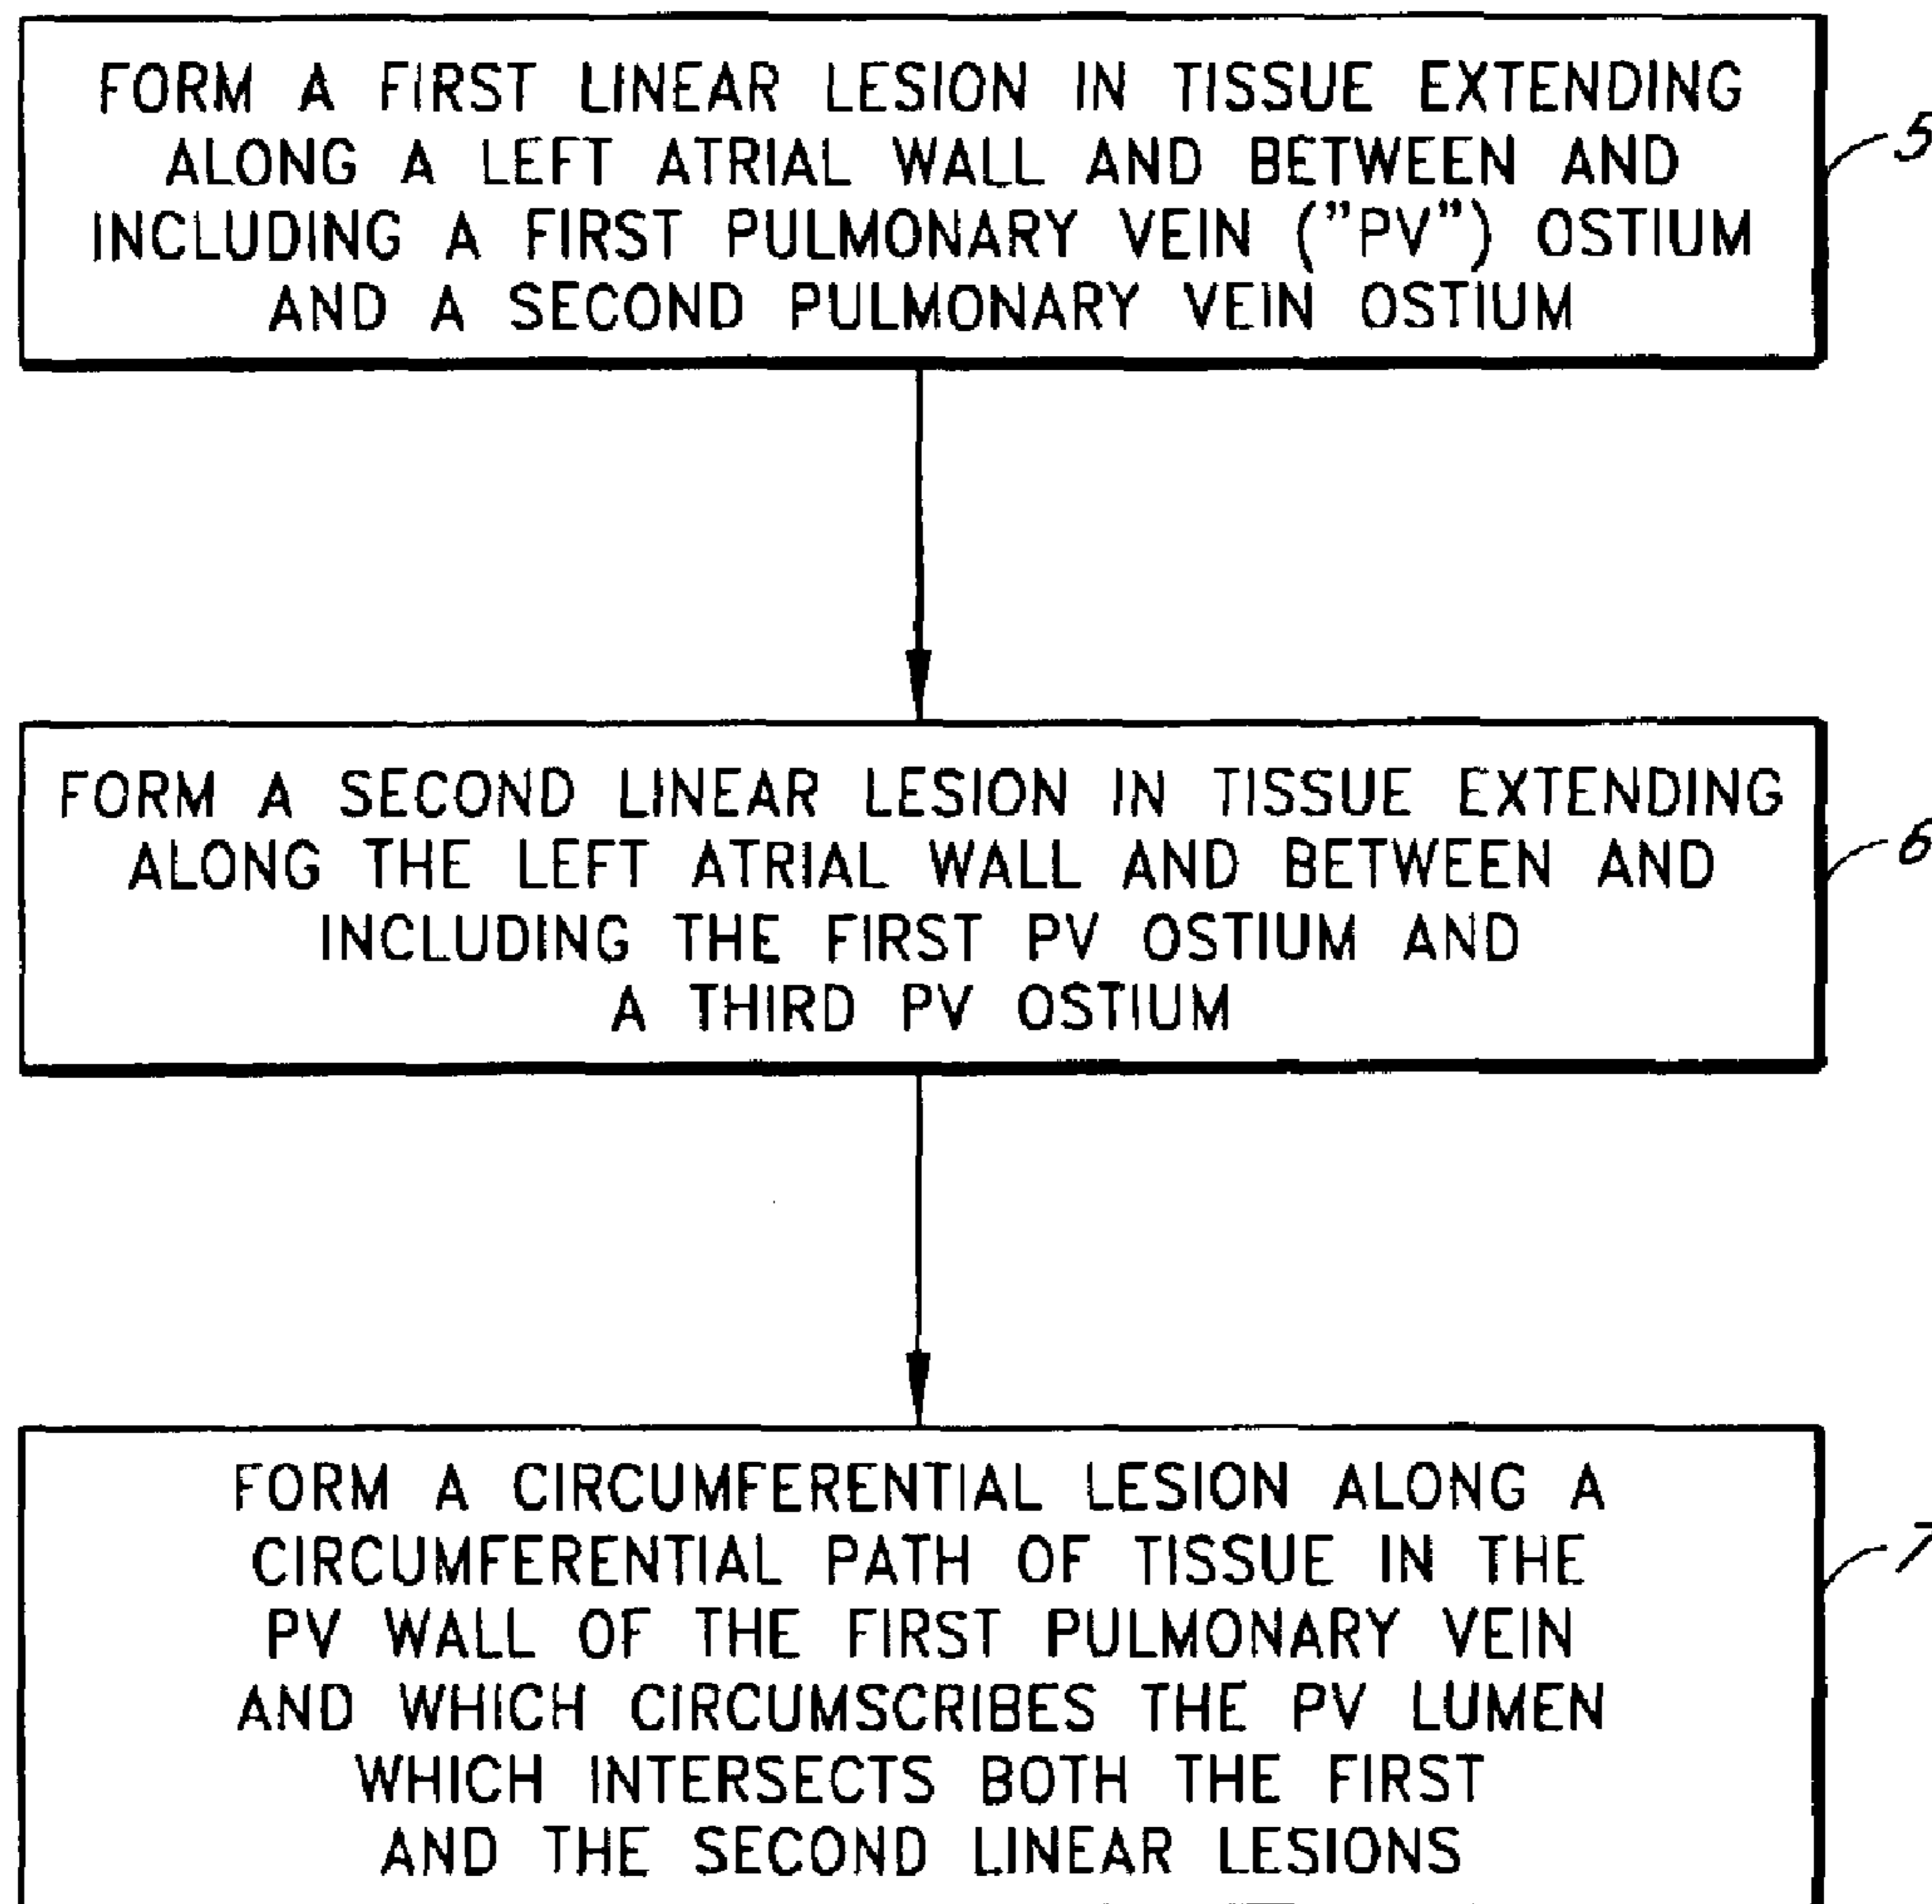 FORM A FIRST LINEAR LESION IN TISSUE EXTENDING
ALONG A LEFT ATRIAL WALL AND BETWEEN AND
INCLUDING A FIRST PULMONARY VEIN ("PV") OSTIUM
AND A SECOND PULMONARY VEIN OSTIUM
5
FORM A SECOND LINEAR LESION IN TISSUE EXTENDING
ALONG THE LEFT ATRIAL WALL AND BETWEEN AND
INCLUDING THE FIRST PV OSTIUM AND
A THIRD PV OSTIUM
6
FORM A CIRCUMFERENTIAL LESION ALONG A
CIRCUMFERENTIAL PATH OF TISSUE IN THE
PV WALL OF THE FIRST PULMONARY VEIN
AND WHICH CIRCUMSCRIBES THE PV LUMEN
WHICH INTERSECTS BOTH THE FIRST
AND THE SECOND LINEAR LESIONS
7